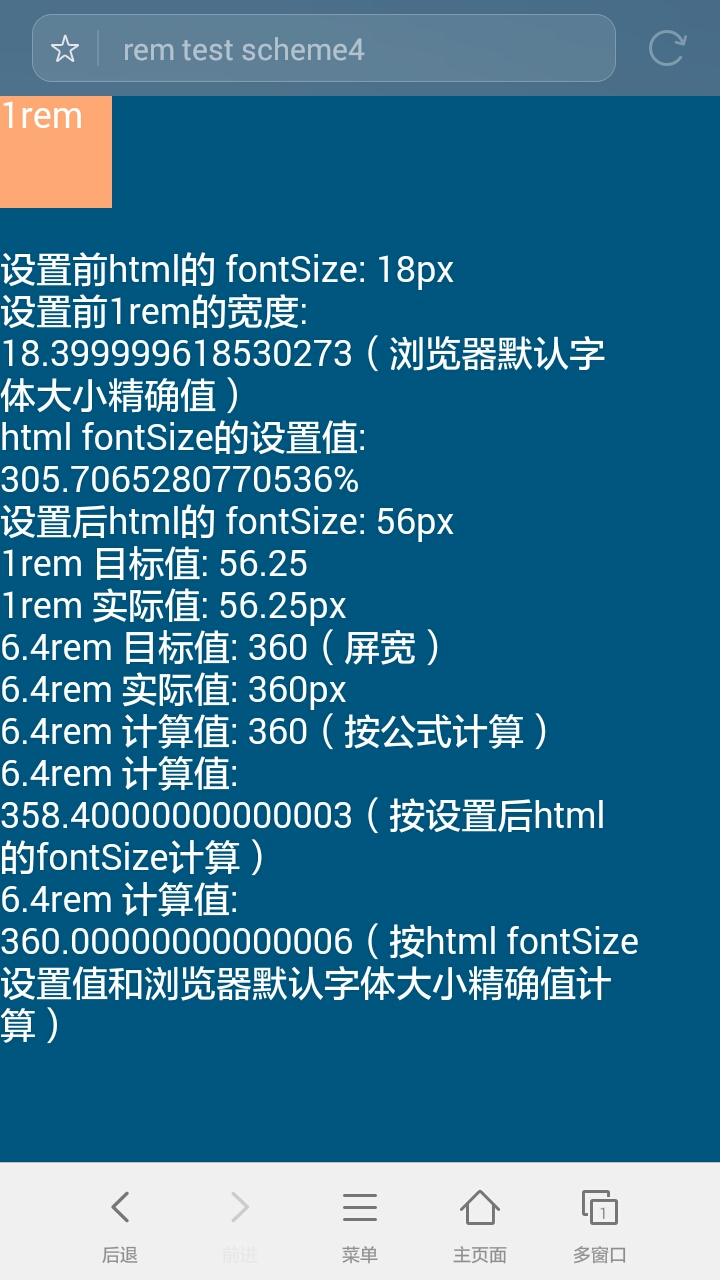 rem test scheme4
1rem
设置前html的 fontSize: 18px
设置前1rem的宽度:
18.399999618530273（浏览器默认字
体大小精确值）
html fontSize的设置值:
305.7065280770536%
设置后html的 fontSize: 56px
1rem 目标值: 56.25
1rem 实际值: 56.25px
6.4rem 目标值: 360（屏宽）
6.4rem 实际值: 360px
6.4rem 计算值: 360（按公式计算）
6.4rem 计算值:
358.40000000000003（按设置后html
的fontSize计算）
6.4rem 计算值:
360.00000000000006（按html fontSize
设置值和浏览器默认字体大小精确值计
算）
1
后退 前进 菜单 主页面 多窗口